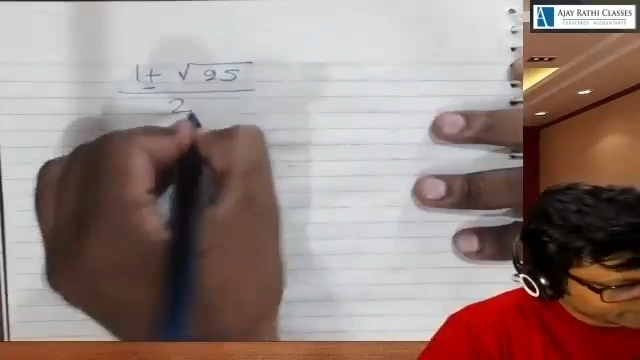 AJAY RATHI CLASSES
CHARTERED ACCOUNTANTS
1 ± √25
2